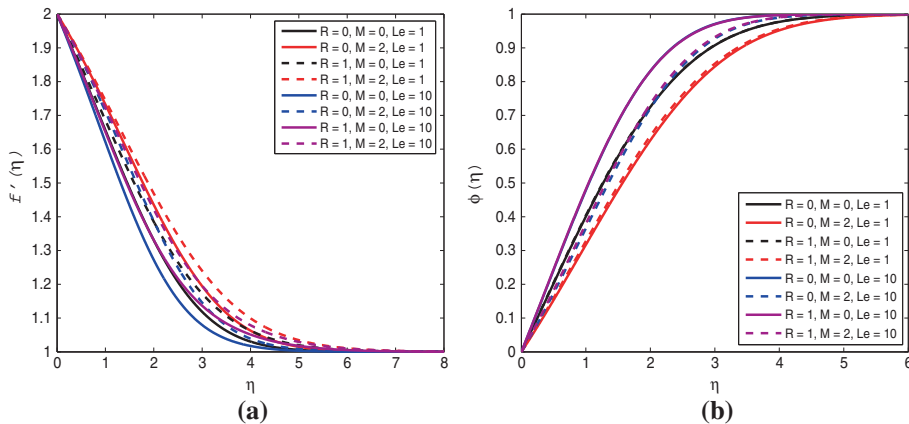 2
1.9
1.8
1.7
1.6
1.5
1.4
1.3
1.2
1.1
1
f ′ (η)
0 1 2 3 4 5 6 7 8
η
R = 0, M = 0, Le = 1
R = 0, M = 2, Le = 1
R = 1, M = 0, Le = 1
R = 1, M = 2, Le = 1
R = 0, M = 0, Le = 10
R = 0, M = 2, Le = 10
R = 1, M = 0, Le = 10
R = 1, M = 2, Le = 10
(a)
1
0.9
0.8
0.7
0.6
0.5
0.4
0.3
0.2
0.1
0
ϕ (η)
0 1 2 3 4 5 6
η
R = 0, M = 0, Le = 1
R = 0, M = 2, Le = 1
R = 1, M = 0, Le = 1
R = 1, M = 2, Le = 1
R = 0, M = 0, Le = 10
R = 0, M = 2, Le = 10
R = 1, M = 0, Le = 10
R = 1, M = 2, Le = 10
(b)